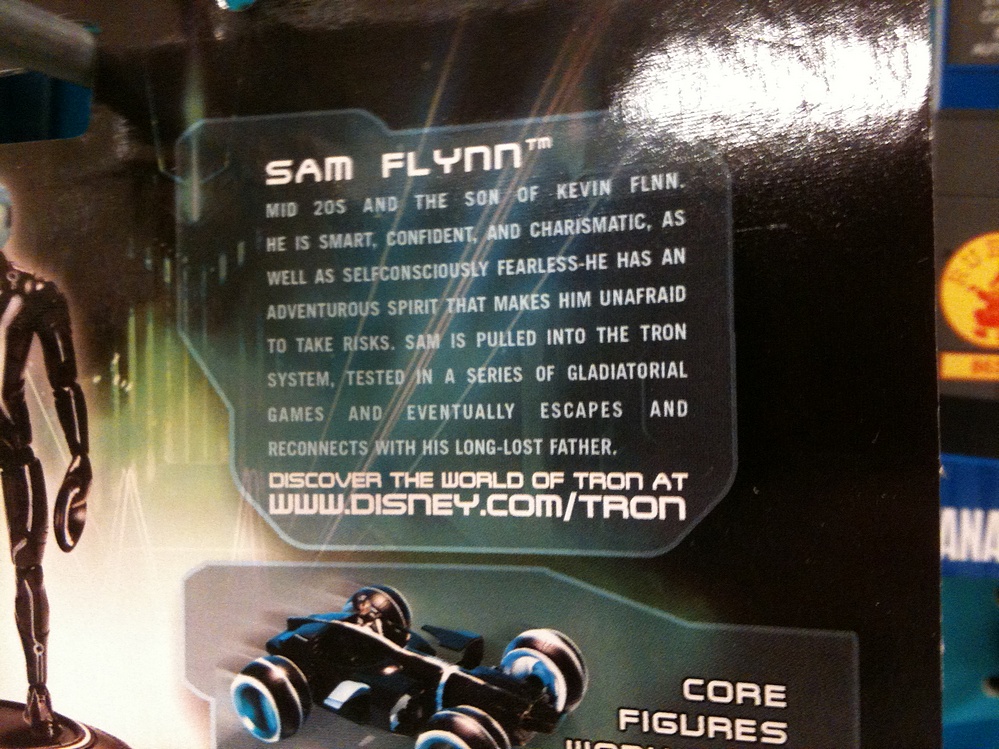 SAM FLYNN™
MID 20S AND THE SON OF KEVIN FLNN.
HE IS SMART, CONFIDENT, AND CHARISMATIC, AS
WELL AS SELFCONSCIOUSLY FEARLESS-HE HAS AN
ADVENTUROUS SPIRIT THAT MAKES HIM UNAFRAID
TO TAKE RISKS. SAM IS PULLED INTO THE TRON
SYSTEM, TESTED IN A SERIES OF GLADIATORIAL
GAMES AND EVENTUALLY ESCAPES AND
RECONNECTS WITH HIS LONG-LOST FATHER.
DISCOVER THE WORLD OF TRON AT
WWW.DISNEY.COM/TRON
CORE
FIGURES
ANA